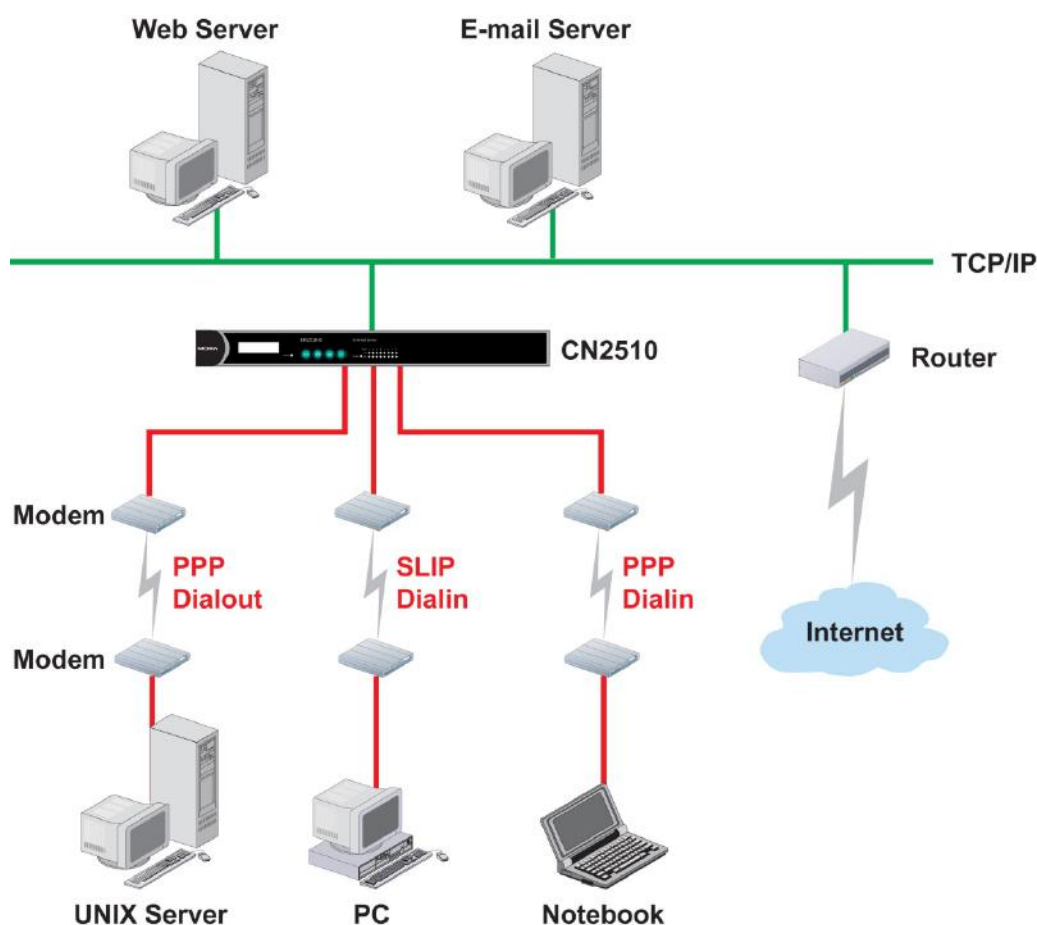 Web Server
E-mail Server
TCP/IP
MOXA
CN2510
Router
Modem
PPP
Dialout
SLIP
Dialin
PPP
Dialin
Modem
Internet
UNIX Server
PC
Notebook